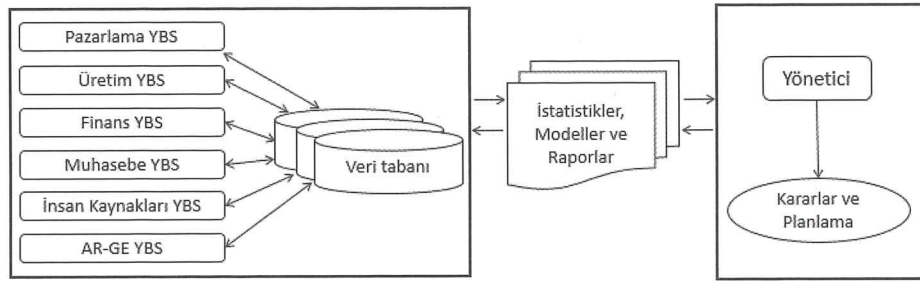 Pazarlama YBS
Üretim YBS
Finans YBS
Muhasebe YBS
İnsan Kaynakları YBS
AR-GE YBS
Veri tabanı
İstatistikler,
Modeller ve
Raporlar
Yönetici
Kararlar ve
Planlama